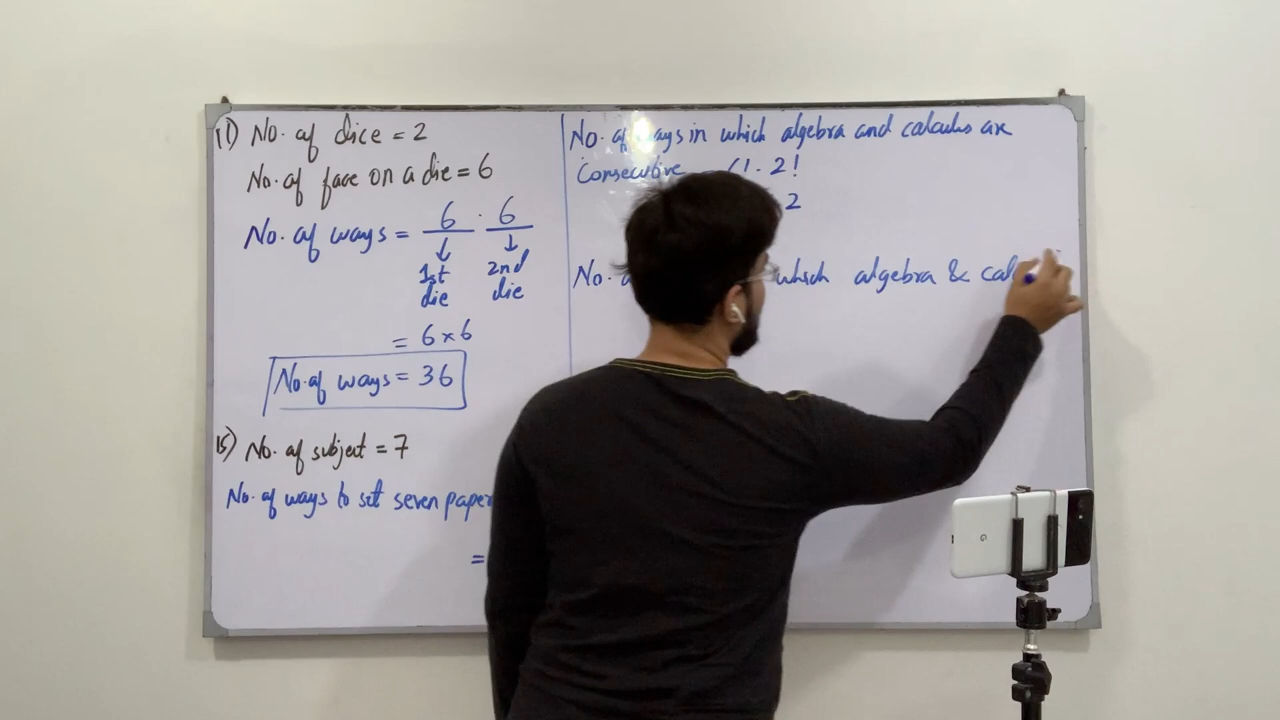 11) No. of dice = 2
No. of face on a die = 6
No. of ways = 6 . 6
↓ ↓
1st die 2nd die
= 6 x 6
No. of ways = 36
15) No. of subject = 7
No. of ways to set seven paper
=
No. of ways in which algebra and calculus are
Consecutive 2!
2
No. which algebra & cal
G